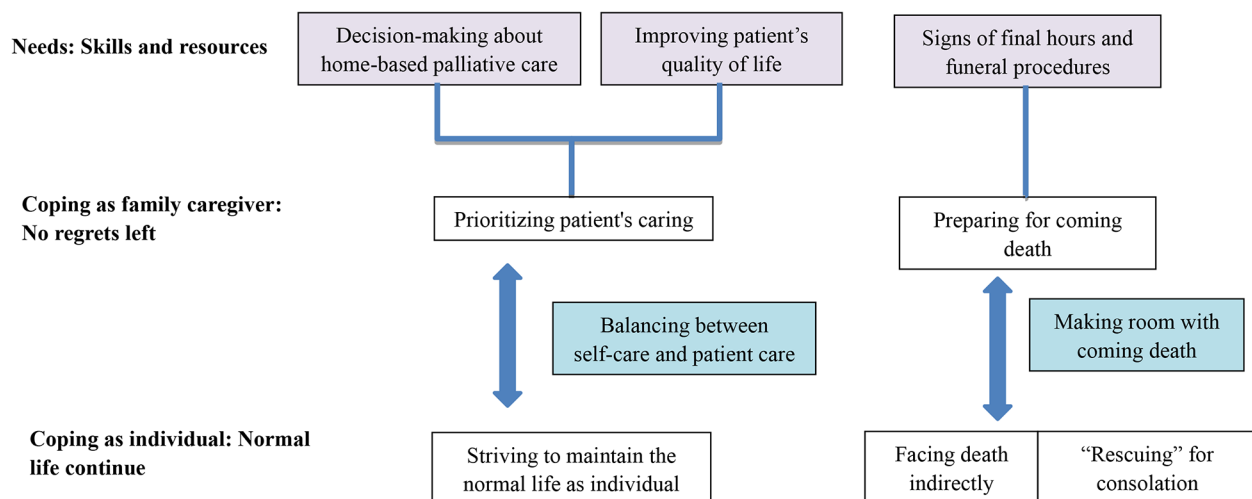 Needs: Skills and resources
Decision-making about
home-based palliative care
Improving patient’s
quality of life
Signs of final hours and
funeral procedures
Coping as family caregiver:
No regrets left
Prioritizing patient's caring
Preparing for coming
death
Balancing between
self-care and patient care
Making room with
coming death
Coping as individual: Normal
life continue
Striving to maintain the
normal life as individual
Facing death
indirectly
“Rescuing” for
consolation